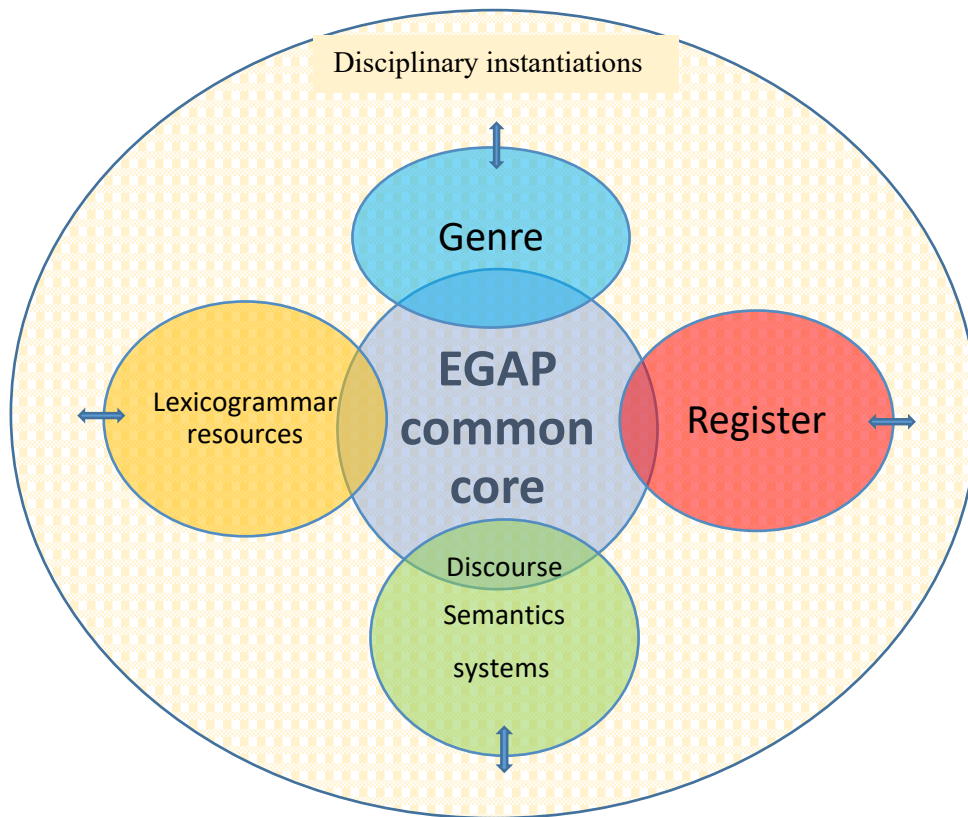 Disciplinary instantiations
Genre
EGAP
common
core
Lexicogrammar
resources
Register
Discourse
Semantics
systems